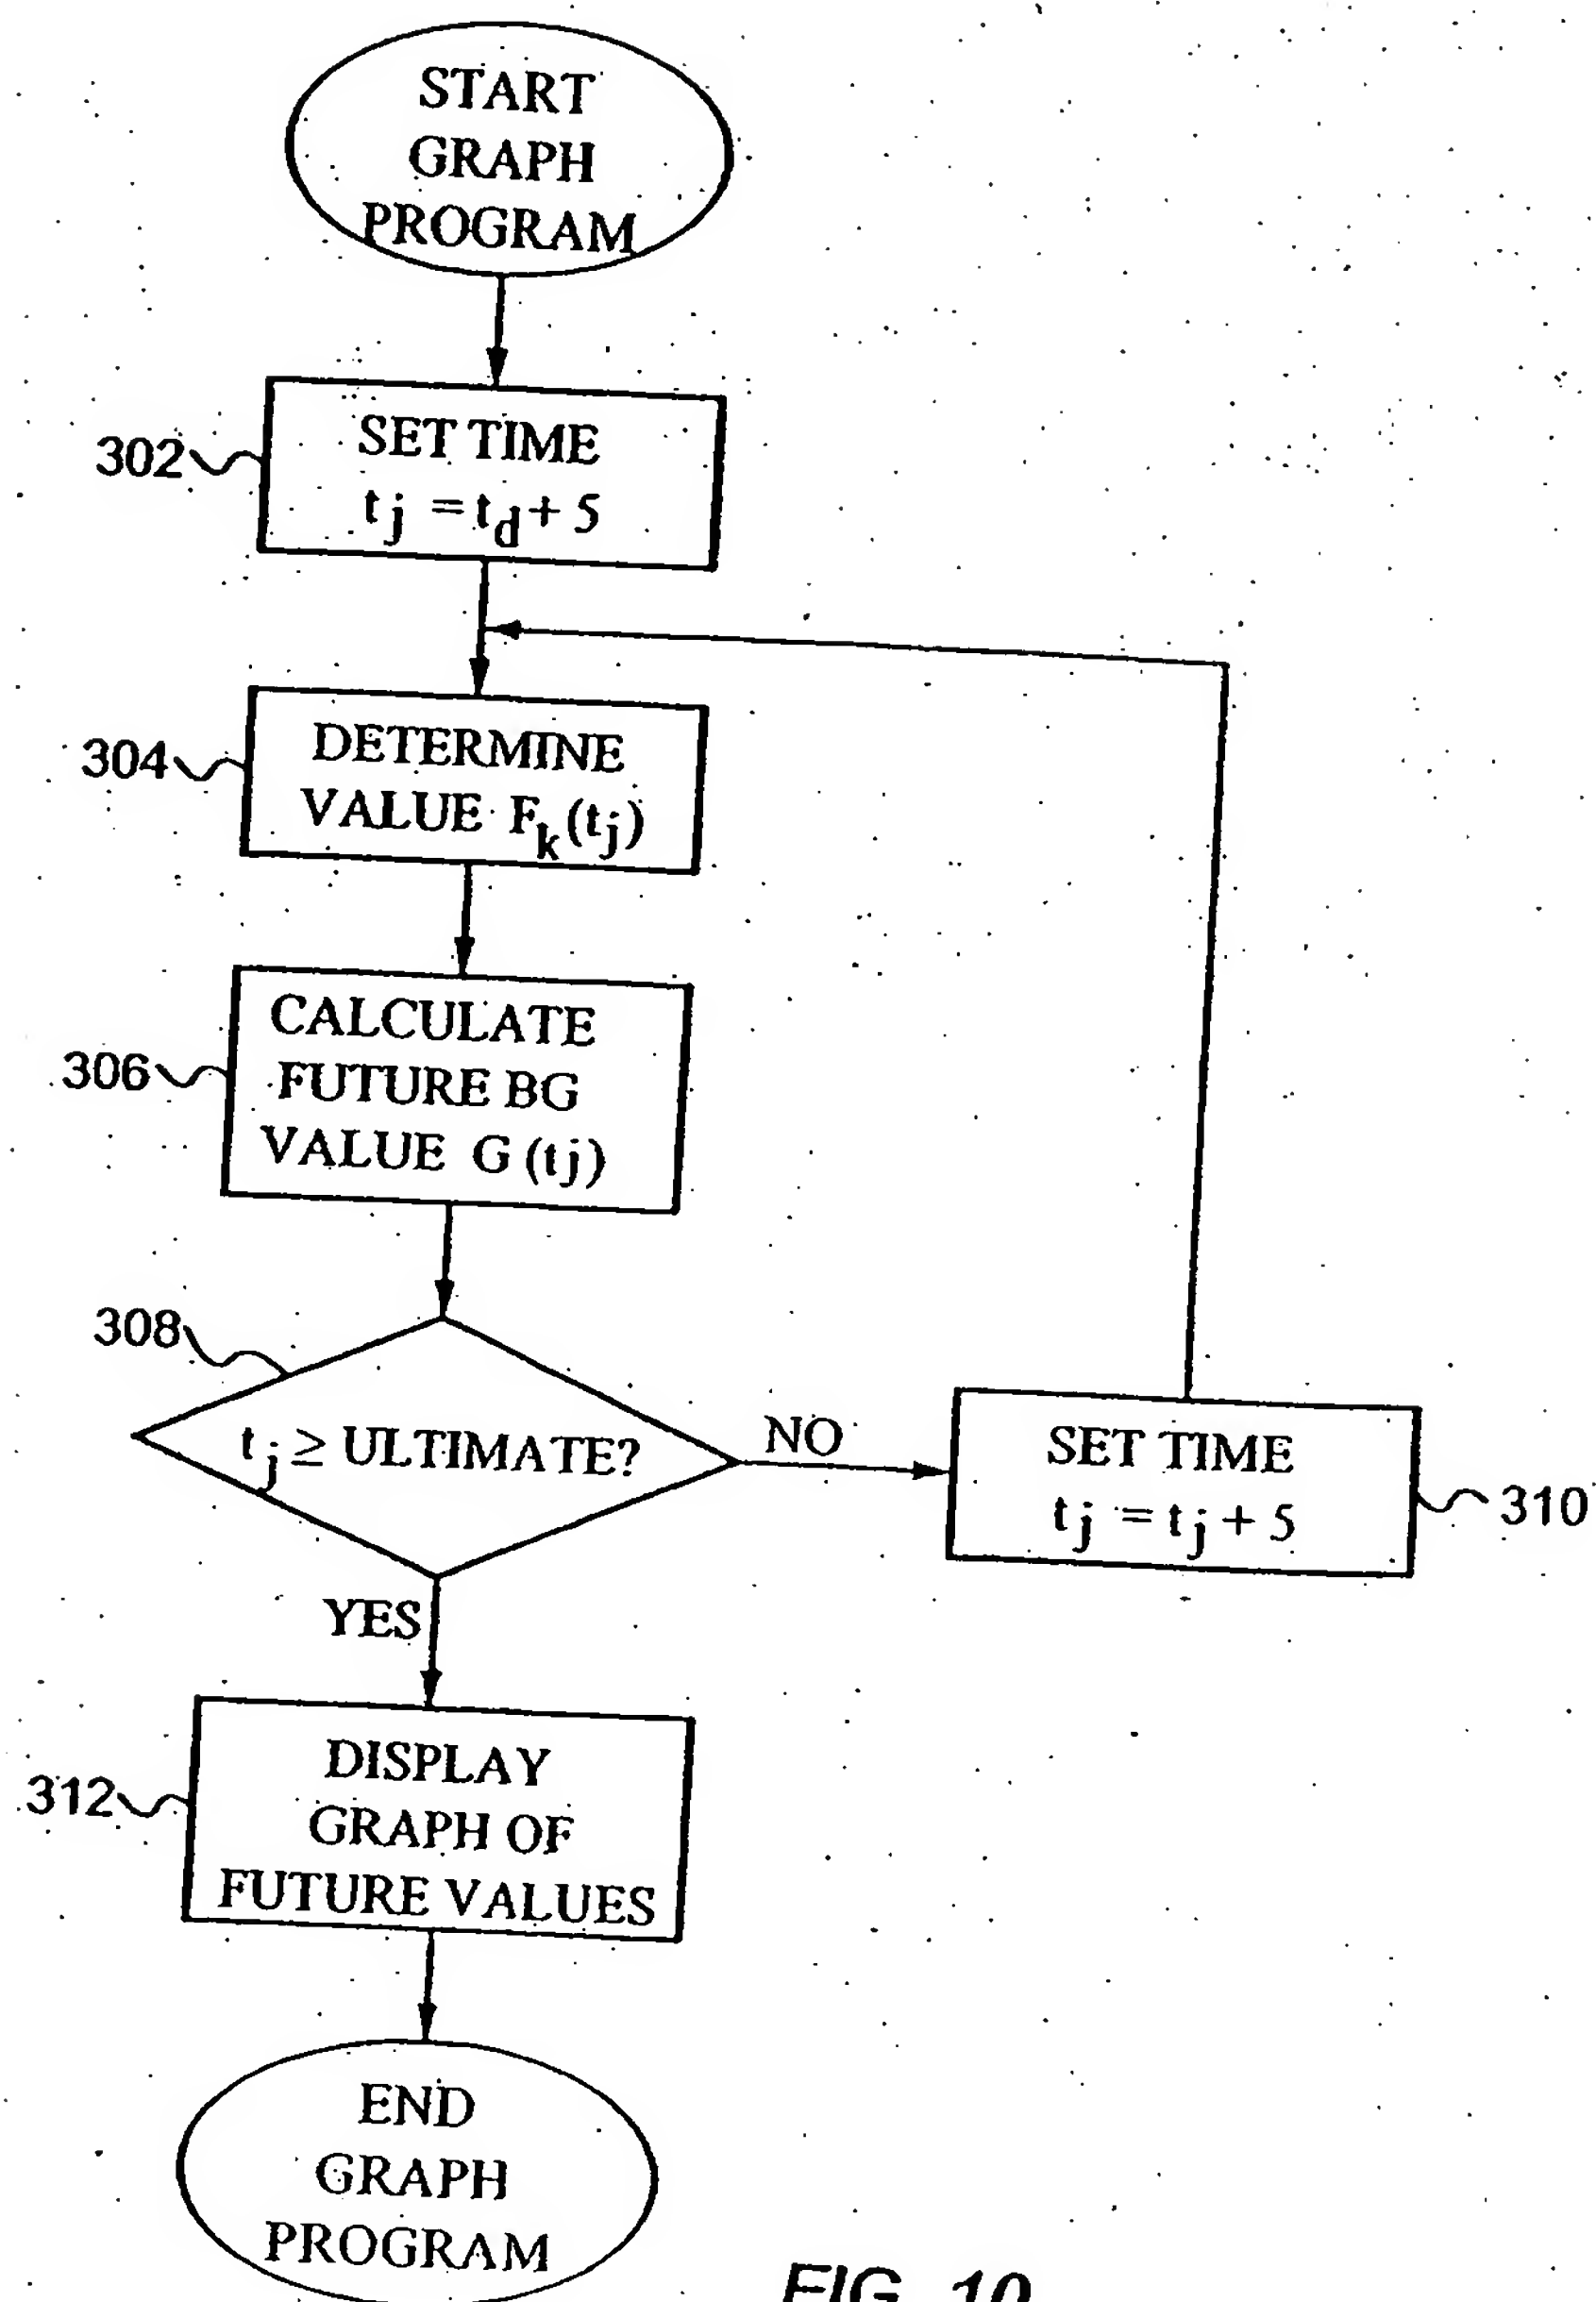 START
GRAPH
PROGRAM
302
SET TIME
tj = td + 5
304
DETERMINE
VALUE Fk(tj)
306
CALCULATE
FUTURE BG
VALUE G(tj)
308
tj ≥ ULTIMATE?
NO
SET TIME
tj = tj + 5
310
YES
312
DISPLAY
GRAPH OF
FUTURE VALUES
END
GRAPH
PROGRAM
FIG. 10